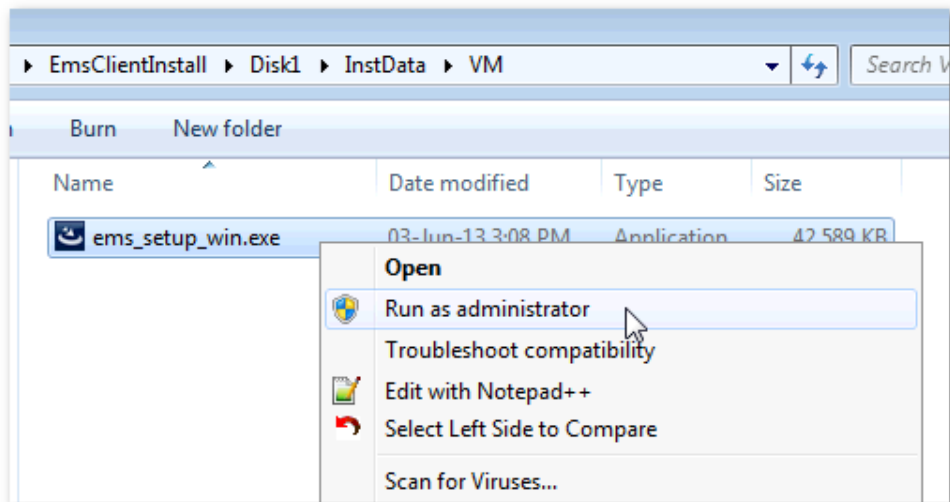 EmsClientInstall Disk1 InstData VM Search
Burn New folder
Name Date modified Type Size
ems_setup_win.exe 03-Jun-13 3:08 PM Application 42 589 KB
Open
Run as administrator
Troubleshoot compatibility
Edit with Notepad++
Select Left Side to Compare
Scan for Viruses...